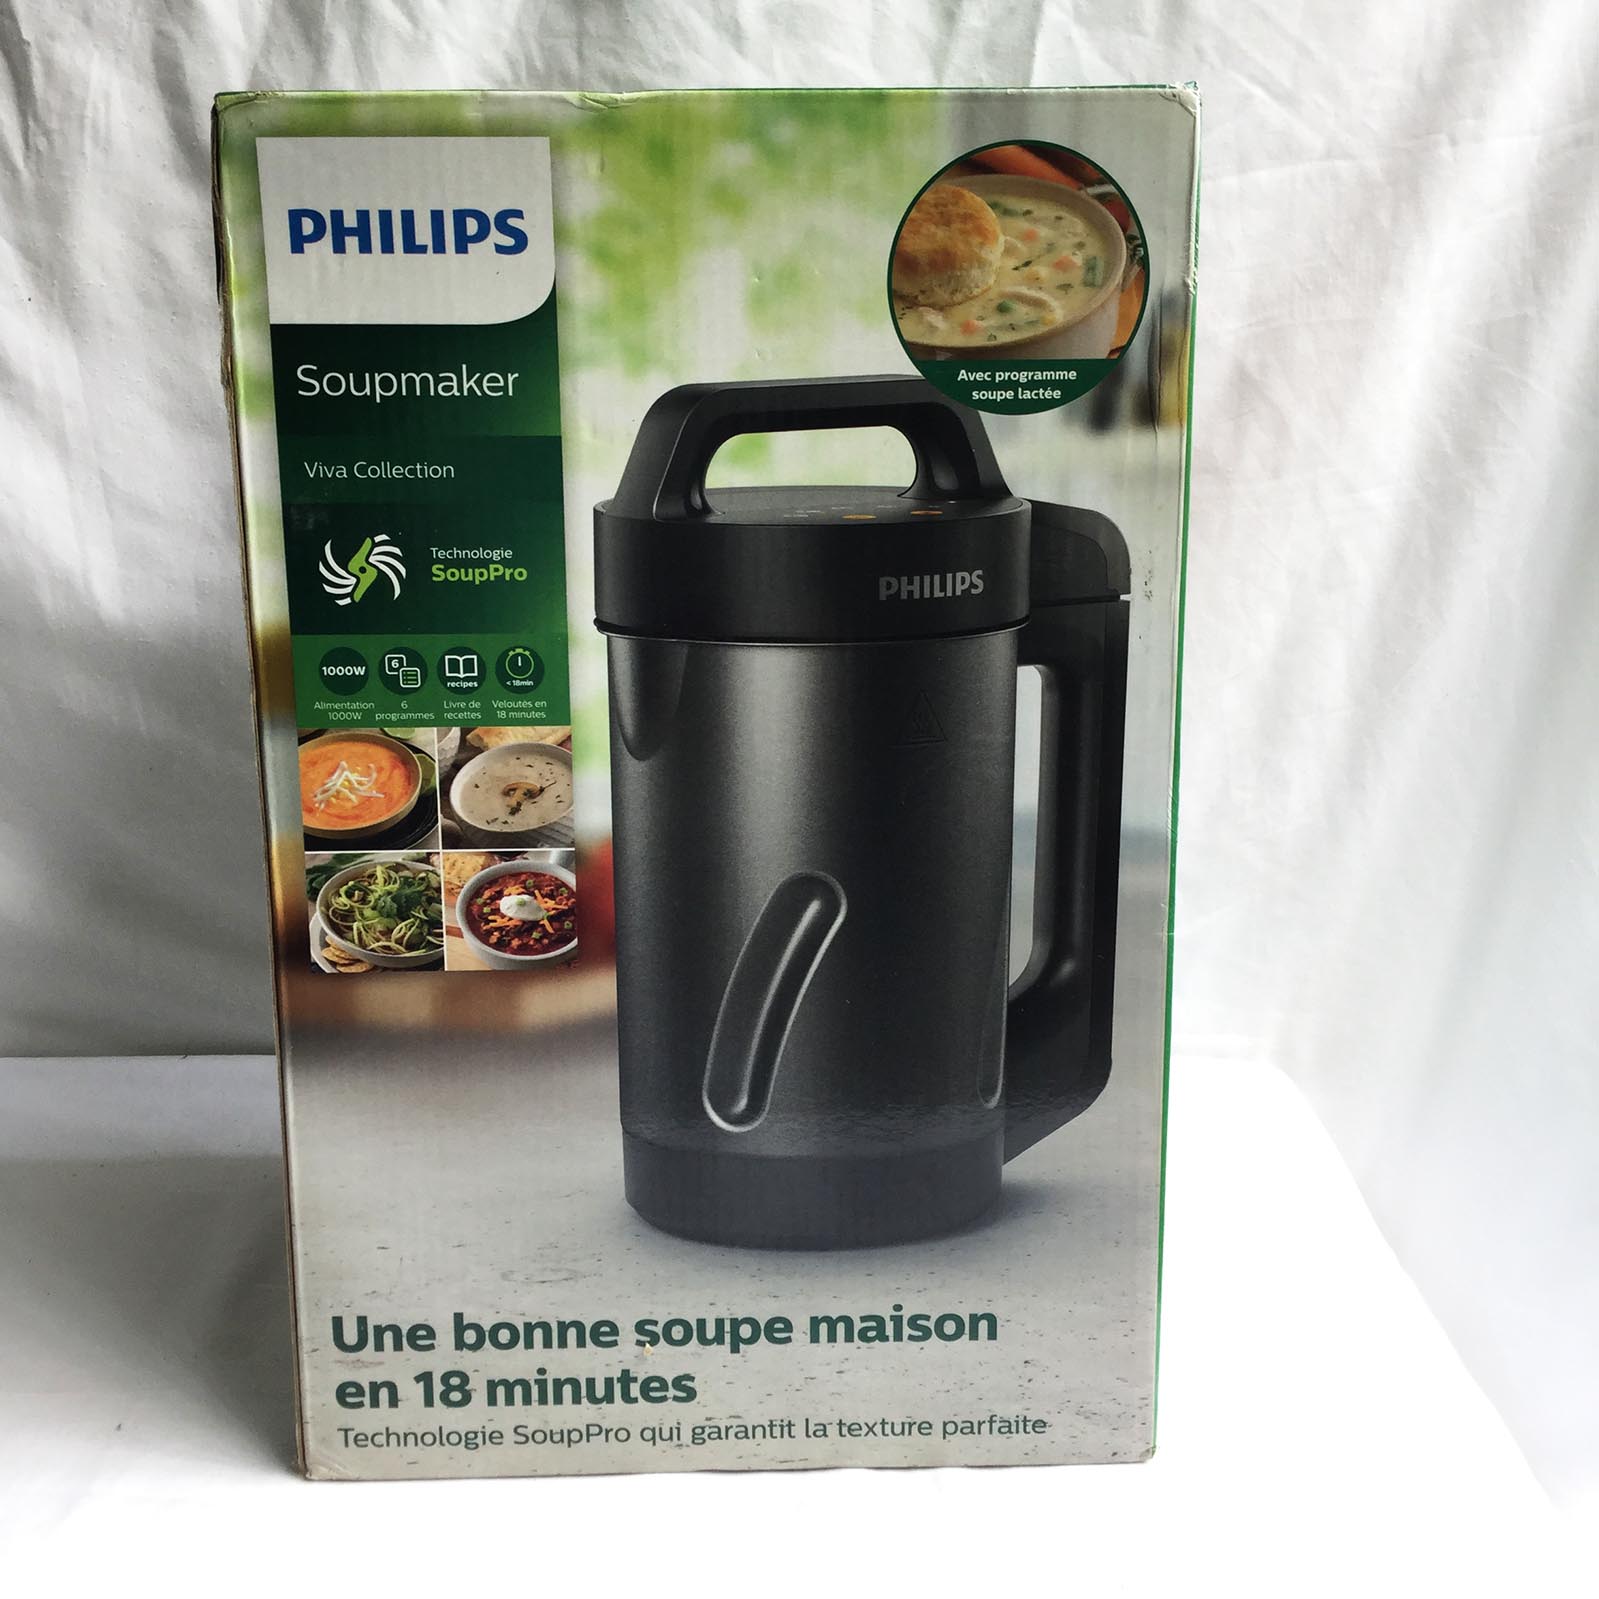 PHILIPS
Soupmaker
Viva Collection
Technologie
SoupPro
1000W
6
recipes
< 18min
Alimentation
1000W
6
programmes
Livre de
recettes
Veloutés en
18 minutes
Avec programme
soupe lactée
PHILIPS
Une bonne soupe maison
en 18 minutes
Technologie SoupPro qui garantit la texture parfaite